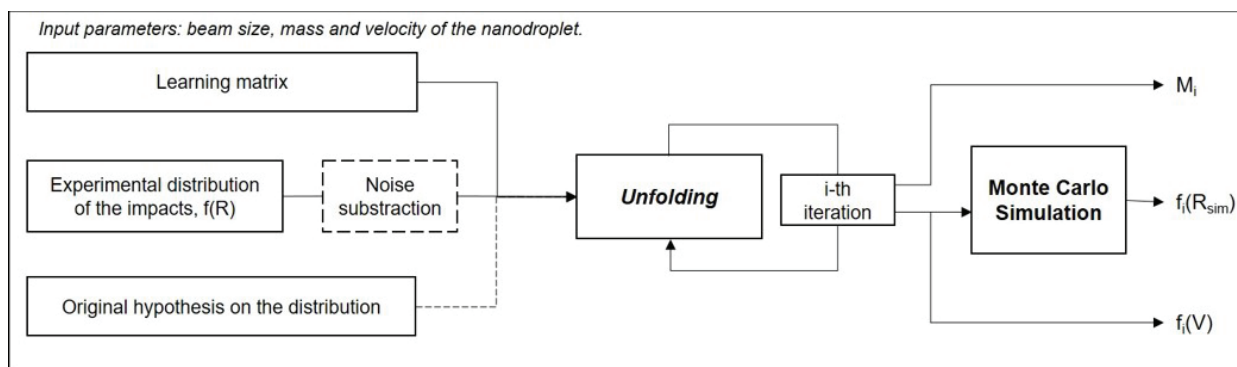 Input parameters: beam size, mass and velocity of the nanodroplet.
Learning matrix
Experimental distribution
of the impacts, f(R)
Noise
substraction
Original hypothesis on the distribution
Unfolding
i-th
iteration
Monte Carlo
Simulation
Mᵢ
fᵢ(Rsim)
fᵢ(V)